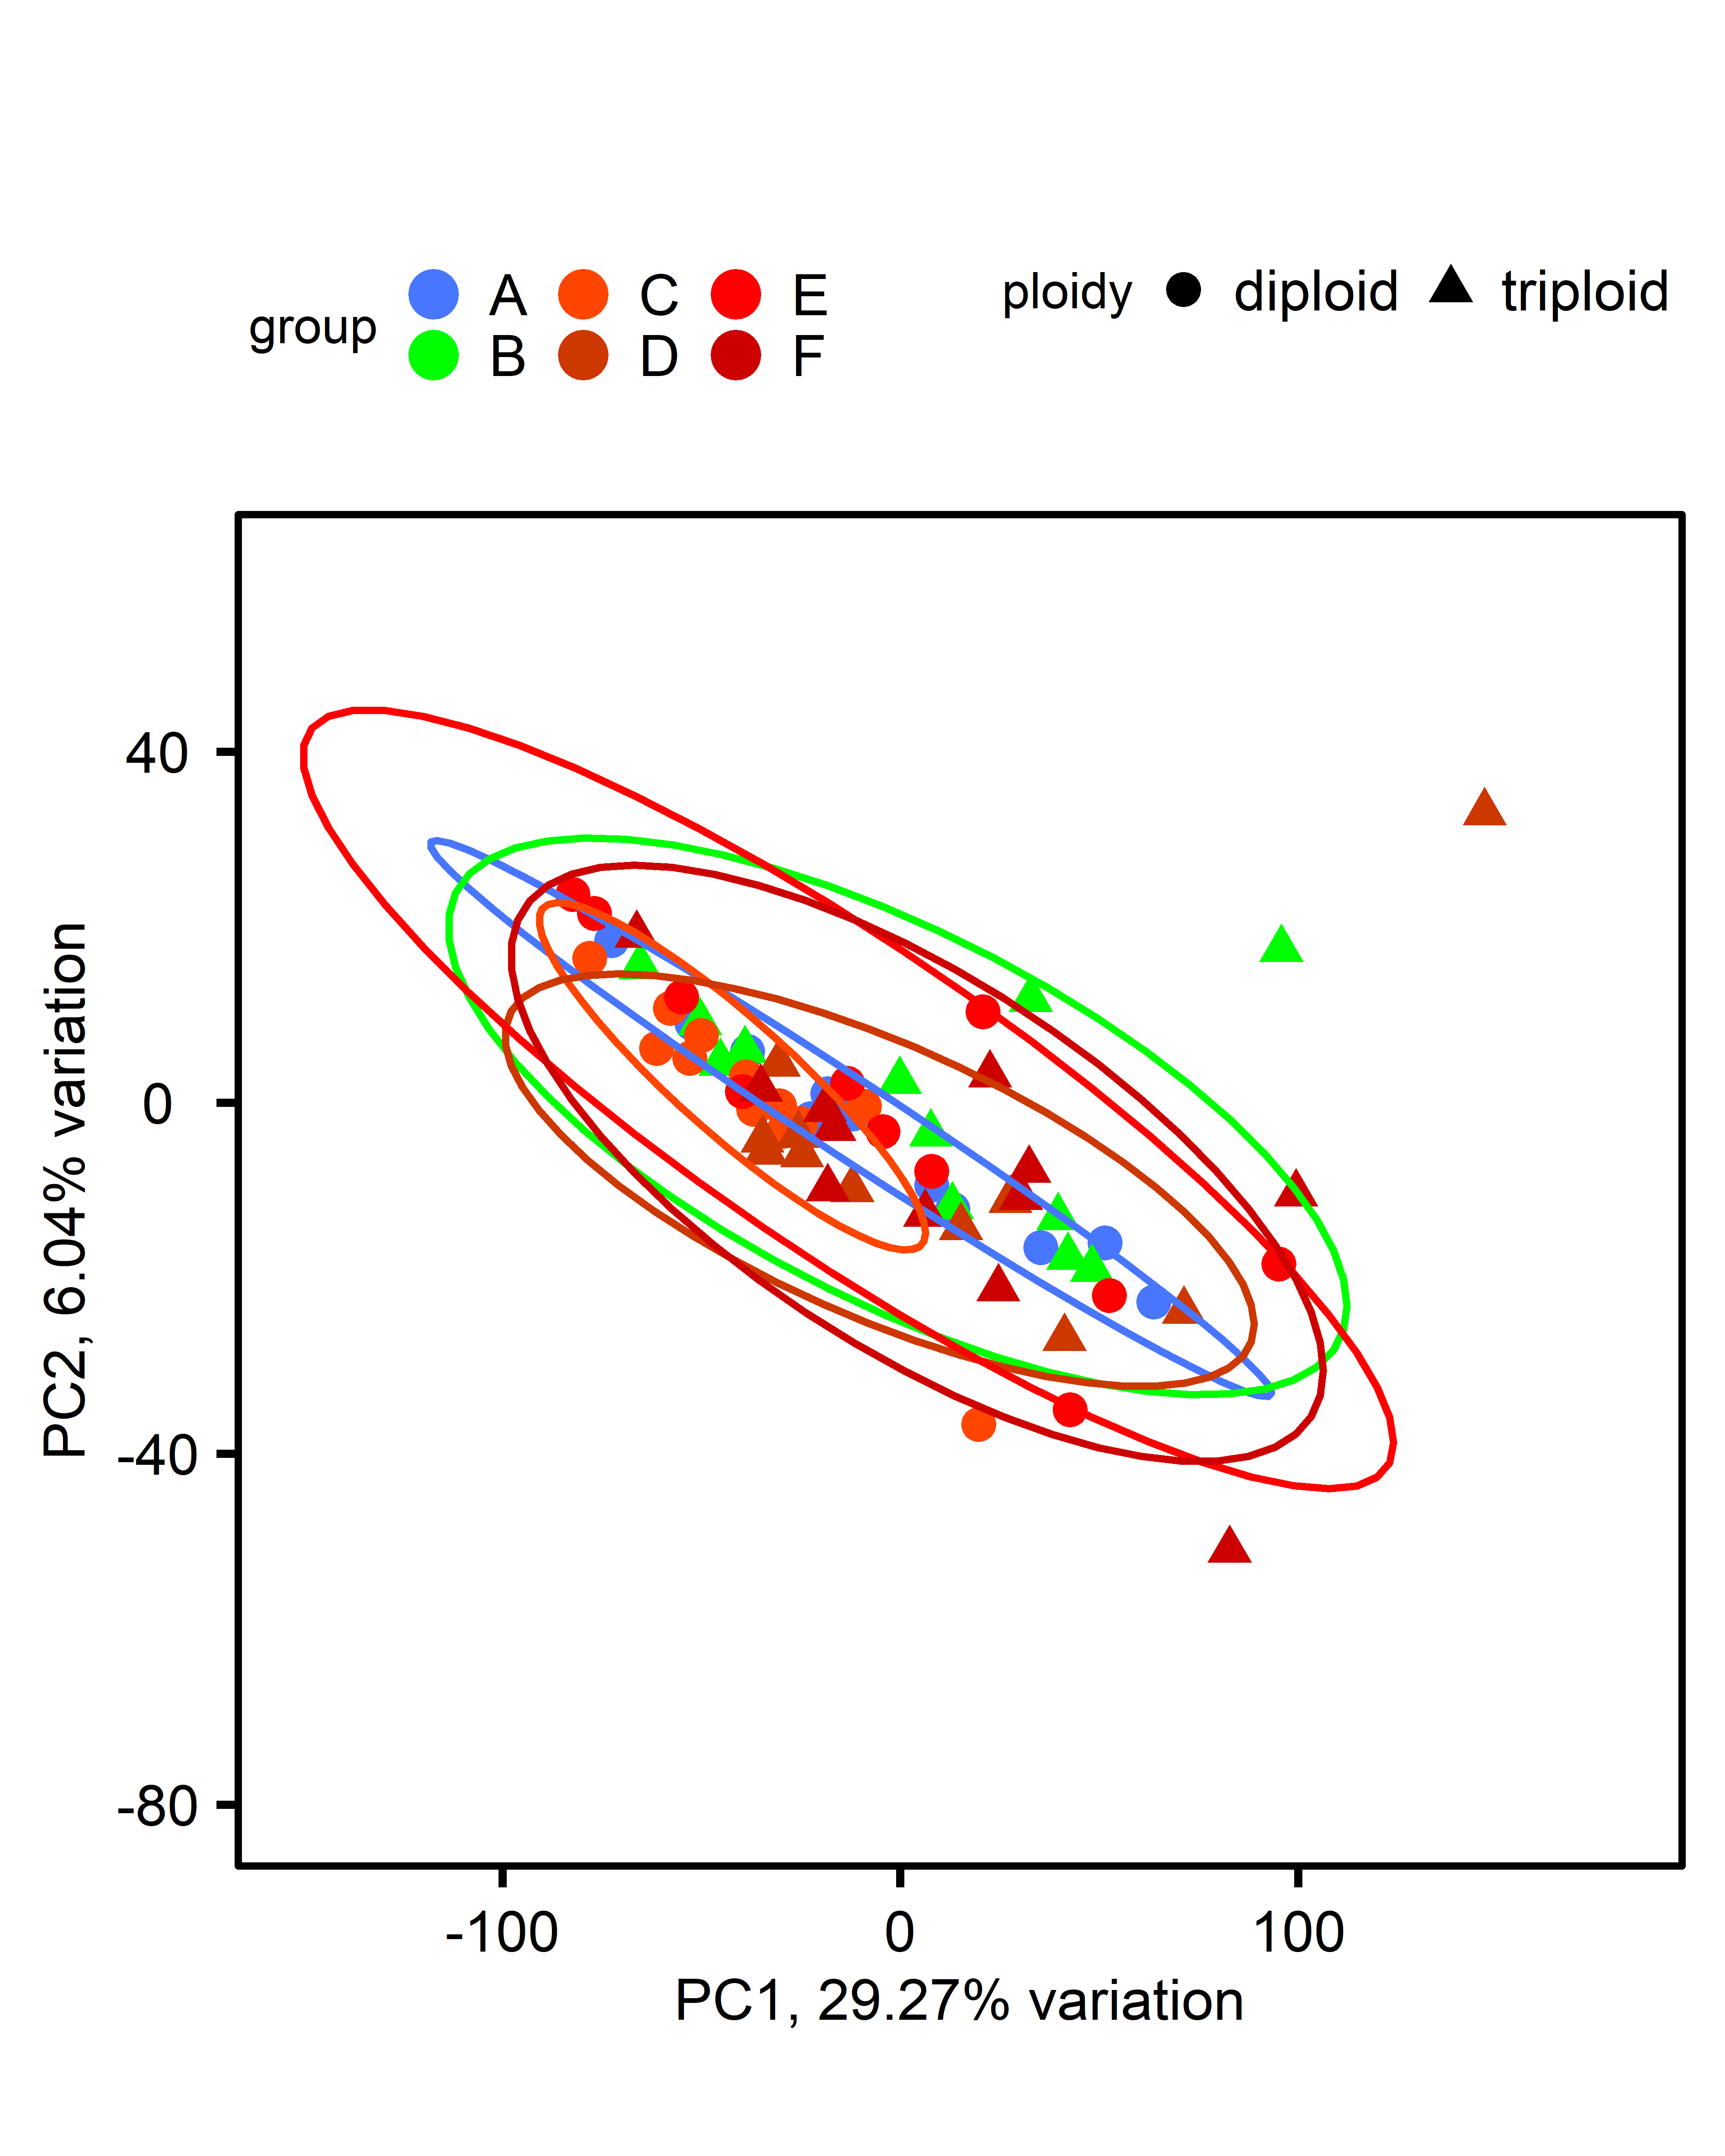 group
A
C
E
B
D
F
ploidy
diploid
triploid
PC2, 6.04% variation
40
0
-40
-80
-100
0
100
PC1, 29.27% variation